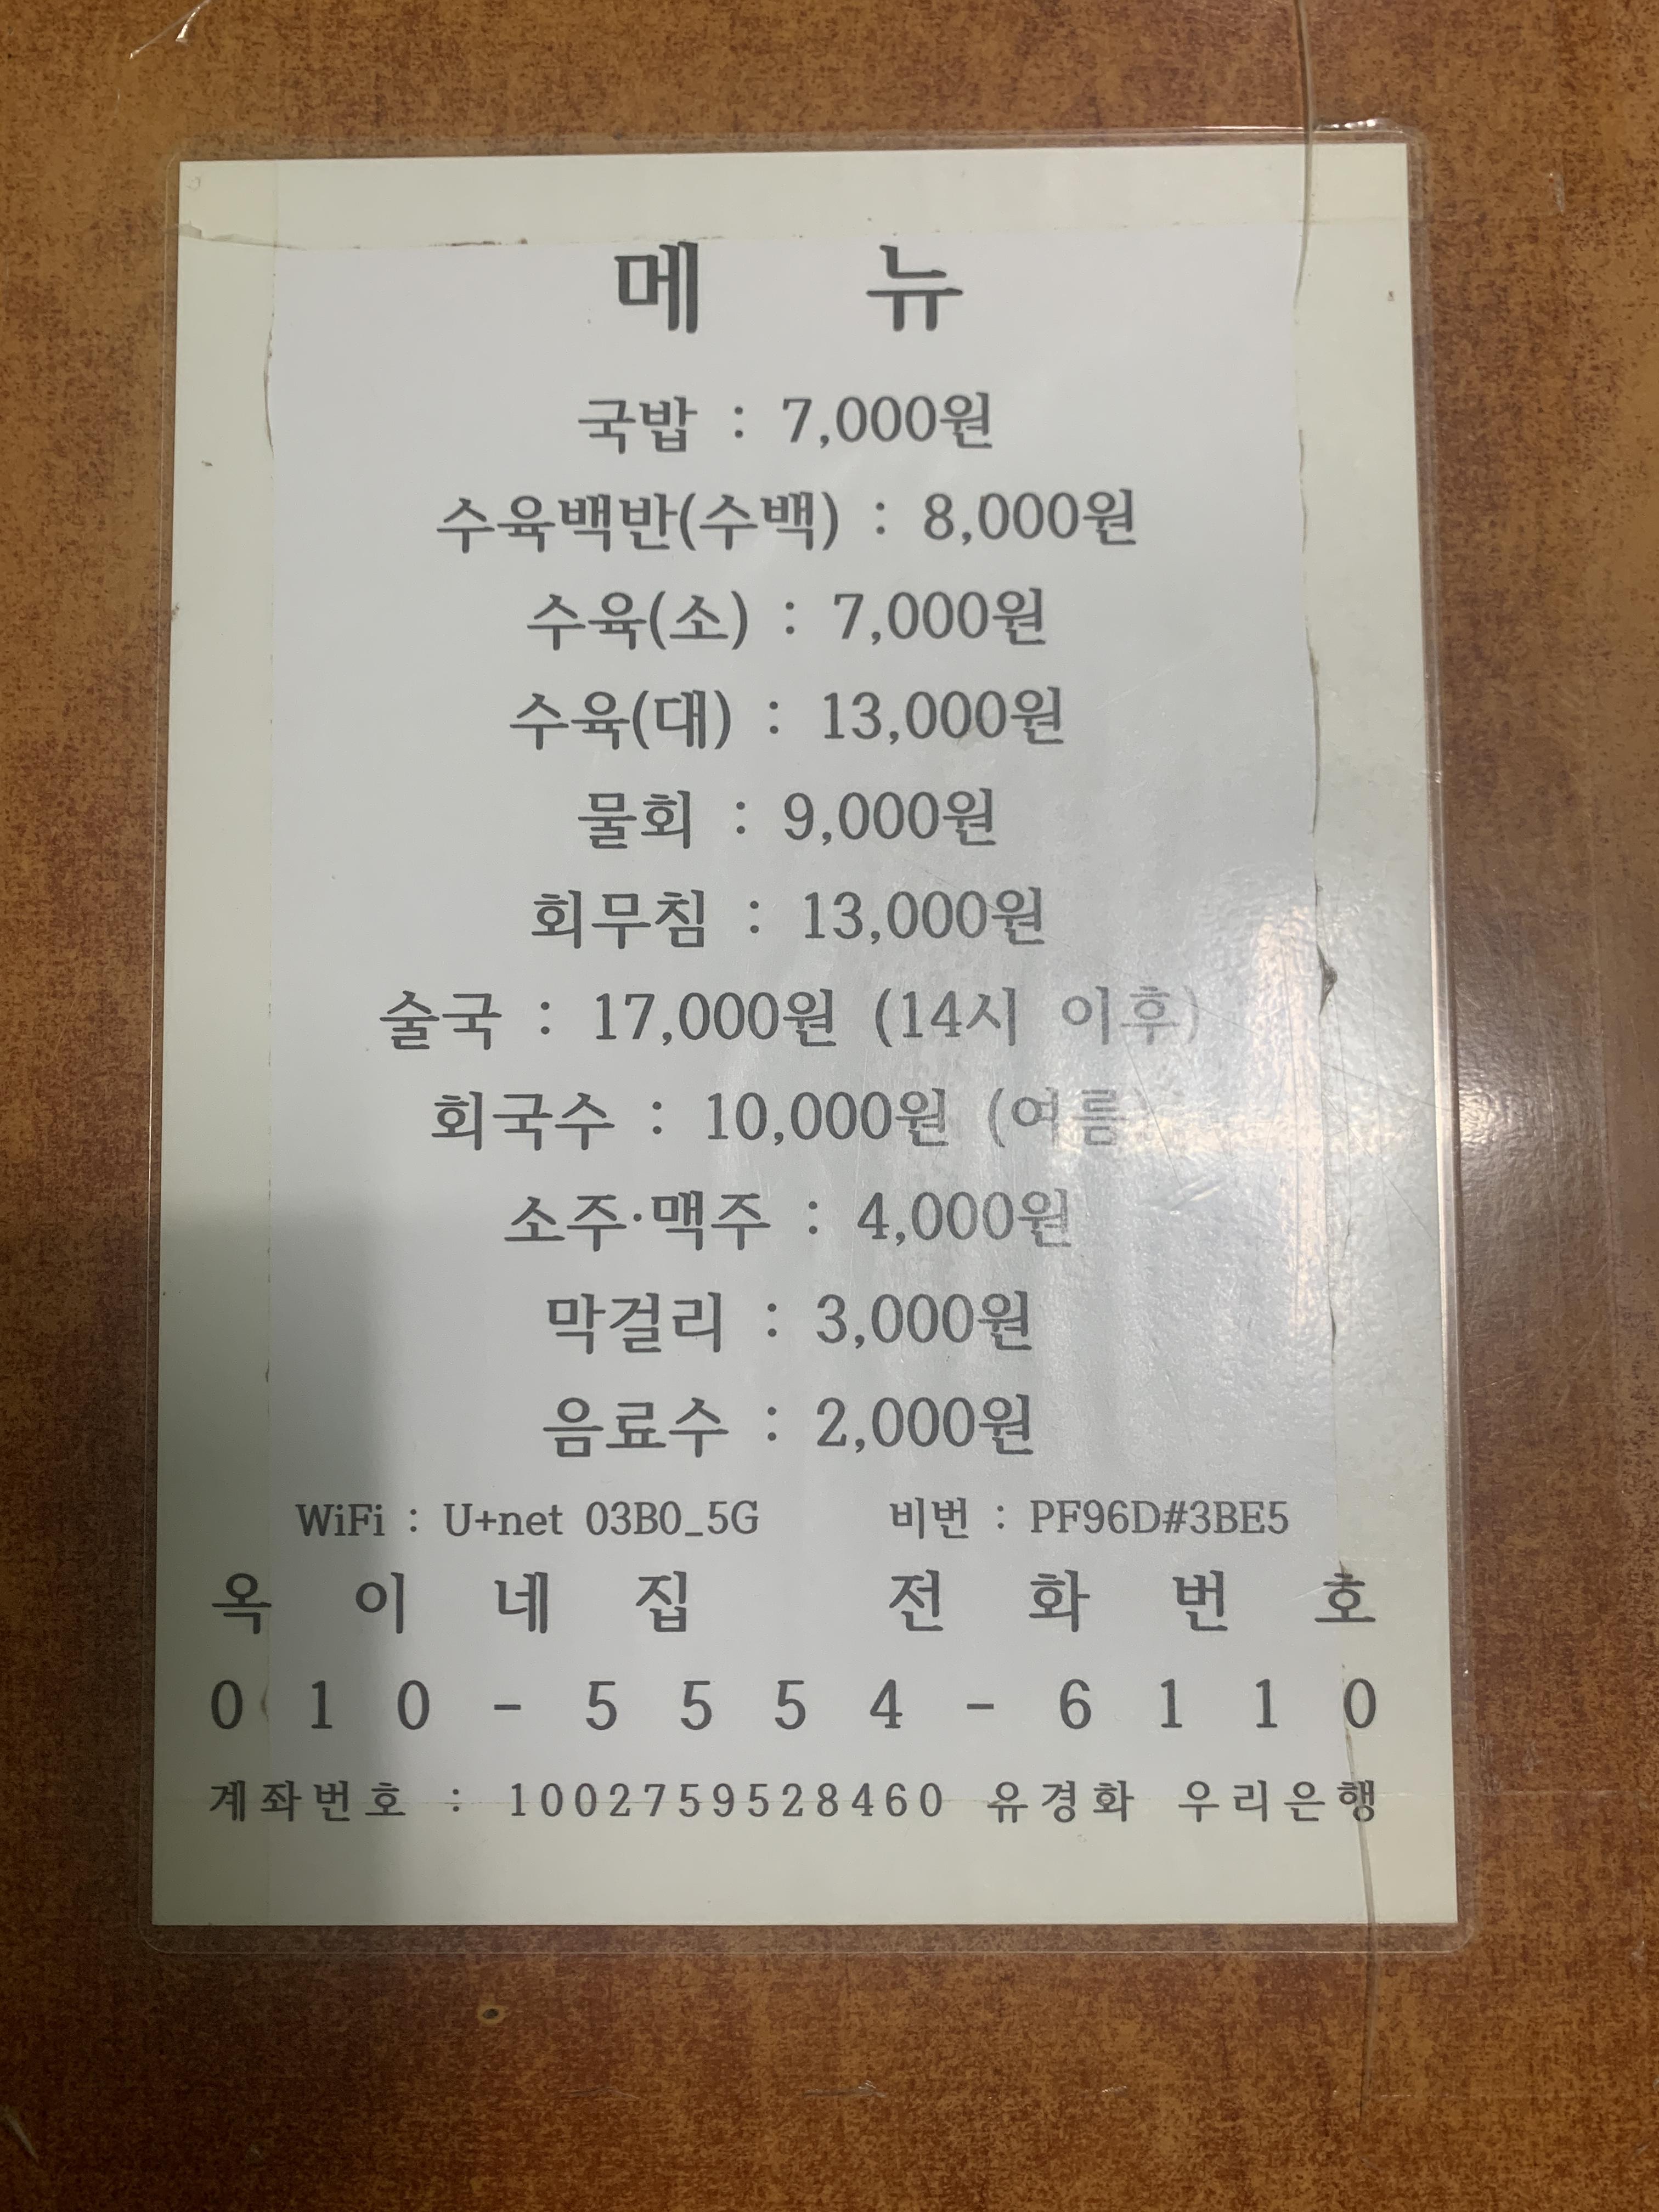 메 뉴
국밥 : 7,000원
수육백반(수백) : 8,000원
수육(소) : 7,000원
수육(대) : 13,000원
물회 : 9,000원
회무침 : 13,000원
술국 : 17,000원 (14시 이후)
회국수 : 10,000원 (여름)
소주·맥주 : 4,000원
막걸리 : 3,000원
음료수 : 2,000원
WiFi : U+net 03B0_5G 비번 : PF96D#3BE5
옥 이 네 집 전 화 번 호
0 1 0 - 5 5 5 4 - 6 1 1 0
계좌번호 : 1002759528460 유경화 우리은행